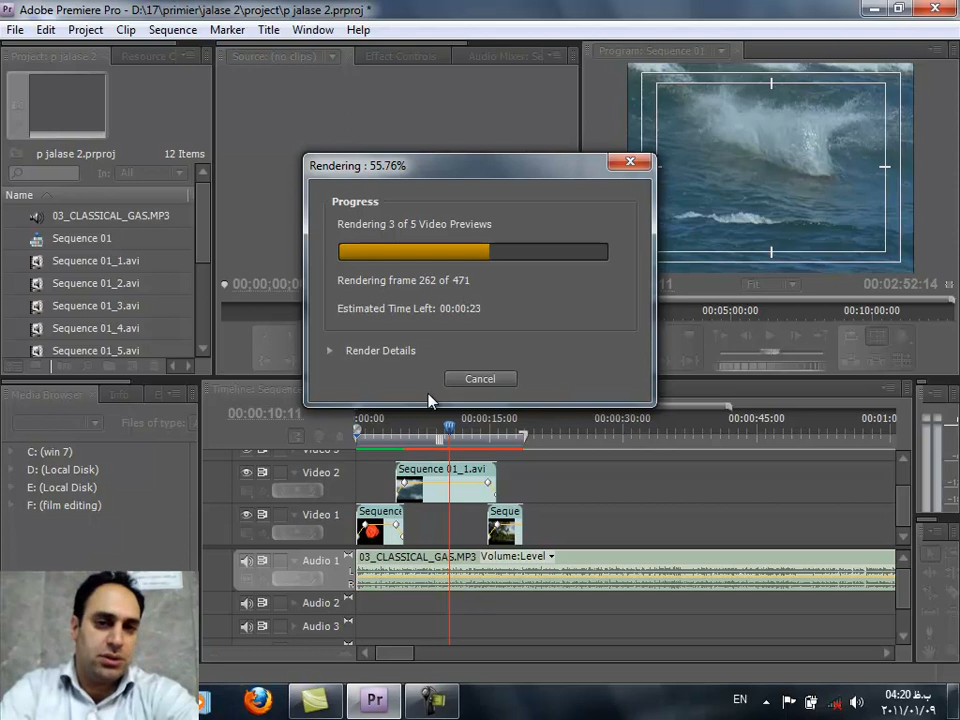 Adobe Premiere Pro - D:\17\primier\jalase 2\project\p jalase 2.prproj *
File Edit Project Clip Sequence Marker Title Window Help
Project: p jalase 2 Resource C
Source: (no clips) Effect Controls Audio Mixer: Se
Program: Sequence 01
p jalase 2.prproj 12 Items
In: All
Name
03_CLASSICAL_GAS.MP3
Sequence 01
Sequence 01_1.avi
Sequence 01_2.avi
Sequence 01_3.avi
Sequence 01_4.avi
Sequence 01_5.avi
Rendering : 55.76%
Progress
Rendering 3 of 5 Video Previews
Rendering frame 262 of 471
Estimated Time Left: 00:00:23
Render Details
Cancel
00;00;00;0
11 Fit 00:02:52:14
00:05:00:00 00:10:00:00
Media Browser Info
Files of type:
C: (win 7)
D: (Local Disk)
E: (Local Disk)
F: (film editing)
Timeline: Sequenc
00:00:10:11
:00:00 00:00:15:00 00:00:30:00 00:00:45:00 00:01:0
Video 3
Video 2 Sequence 01_1.avi
Video 1 Sequence Seque
Audio 1 03_CLASSICAL_GAS.MP3 Volume:Level
L
R
Audio 2
Audio 3
Pr
EN
04:20 ب.ظ
۲۰۱۱/۰۱/۰۹